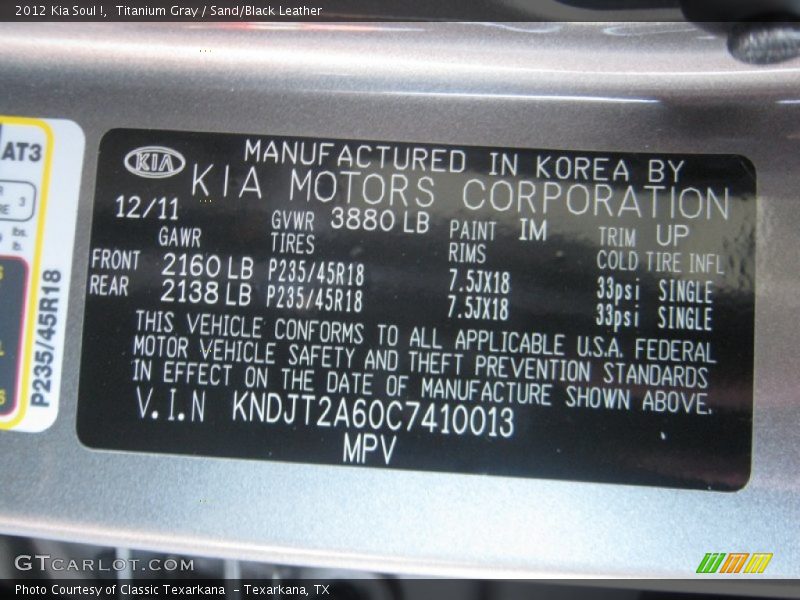 2012 Kia Soul !, Titanium Gray / Sand/Black Leather
AT3
3
lbs.
lb.
P235/45R18
KIA
MANUFACTURED IN KOREA BY
KIA MOTORS CORPORATION
12/11 GVWR 3880 LB PAINT IM TRIM UP
GAWR TIRES RIMS COLD TIRE INFL
FRONT 2160 LB P235/45R18 7.5JX18 33psi SINGLE
REAR 2138 LB P235/45R18 7.5JX18 33psi SINGLE
THIS VEHICLE CONFORMS TO ALL APPLICABLE U.S.A. FEDERAL
MOTOR VEHICLE SAFETY AND THEFT PREVENTION STANDARDS
IN EFFECT ON THE DATE OF MANUFACTURE SHOWN ABOVE.
V.I.N KNDJT2A60C7410013
MPV
GTCarLot.com
Photo Courtesy of Classic Texarkana - Texarkana, TX